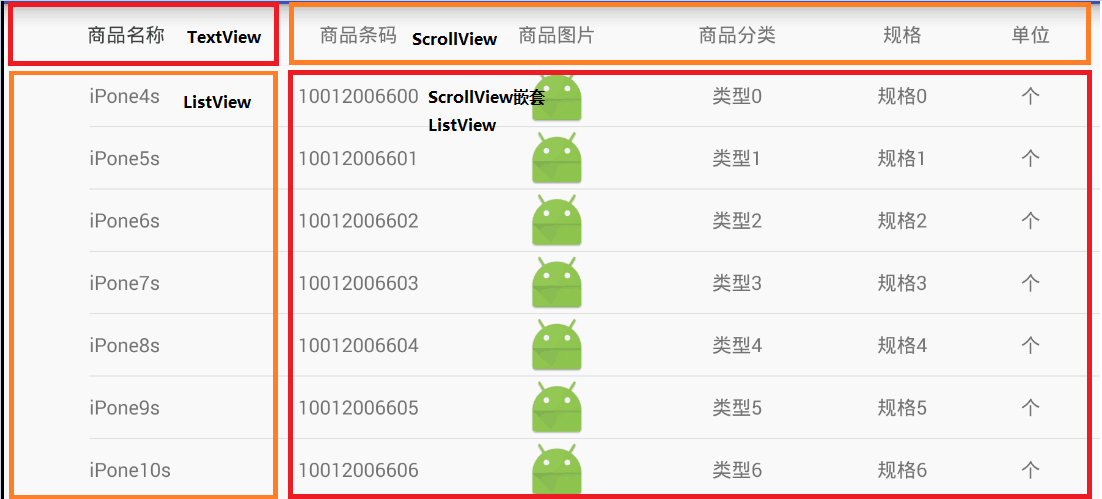 商品名称 TextView 商品条码 ScrollView 商品图片 商品分类 规格 单位
iPone4s ListView 10012006600 ScrollView嵌套 类型0 规格0 个
ListView
iPone5s 10012006601 类型1 规格1 个
iPone6s 10012006602 类型2 规格2 个
iPone7s 10012006603 类型3 规格3 个
iPone8s 10012006604 类型4 规格4 个
iPone9s 10012006605 类型5 规格5 个
iPone10s 10012006606 类型6 规格6 个